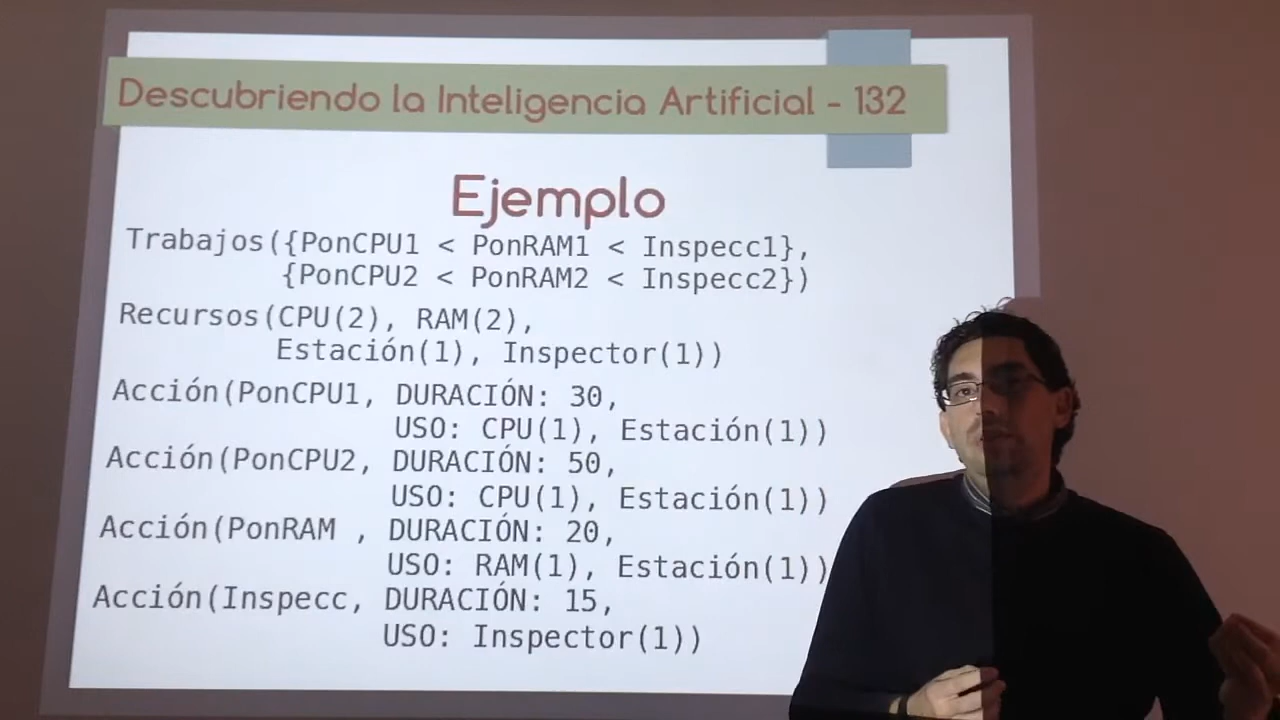 Descubriendo la Inteligencia Artificial - 132
Ejemplo
Trabajos({PonCPU1 < PonRAM1 < Inspecc1},
{PonCPU2 < PonRAM2 < Inspecc2})
Recursos(CPU(2), RAM(2),
Estación(1), Inspector(1))
Acción(PonCPU1, DURACIÓN: 30,
USO: CPU(1), Estación(1))
Acción(PonCPU2, DURACIÓN: 50,
USO: CPU(1), Estación(1))
Acción(PonRAM , DURACIÓN: 20,
USO: RAM(1), Estación(1))
Acción(Inspecc, DURACIÓN: 15,
USO: Inspector(1))